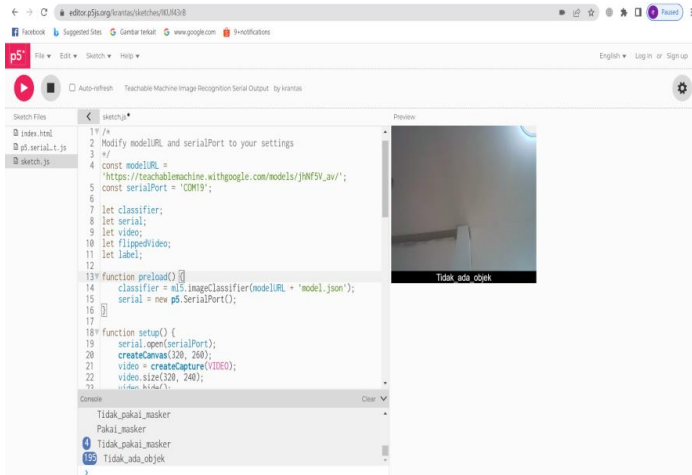 editor.p5js.org/krantas/sketches/IKUf43rB
Paused
Facebook
Suggested Sites
Gambar terkait
www.google.com
9+notifications
p5*
File
Edit
Sketch
Help
English
Log in or Sign up
Auto-refresh
Teachable Machine Image Recognition Serial Output by krantas
Sketch Files
sketch.js
Preview
index.html
p5.serial…t.js
sketch.js
1 /*
2 Modify modelURL and serialPort to your settings
3 */
4 const modelURL =
'https://teachablemachine.withgoogle.com/models/jhNf5V_av/';
5 const serialPort = 'COM19';
6
7 let classifier;
8 let serial;
9 let video;
10 let flippedVideo;
11 let label;
12
13 function preload() {
14 classifier = ml5.imageClassifier(modelURL + 'model.json');
15 serial = new p5.SerialPort();
16 }
17
18 function setup() {
19 serial.open(serialPort);
20 createCanvas(320, 260);
21 video = createCapture(VIDEO);
22 video.size(320, 240);
23 video.hide();
Tidak_ada_objek
Console
Clear
Tidak_pakai_masker
Pakai_masker
4 Tidak_pakai_masker
195 Tidak_ada_objek